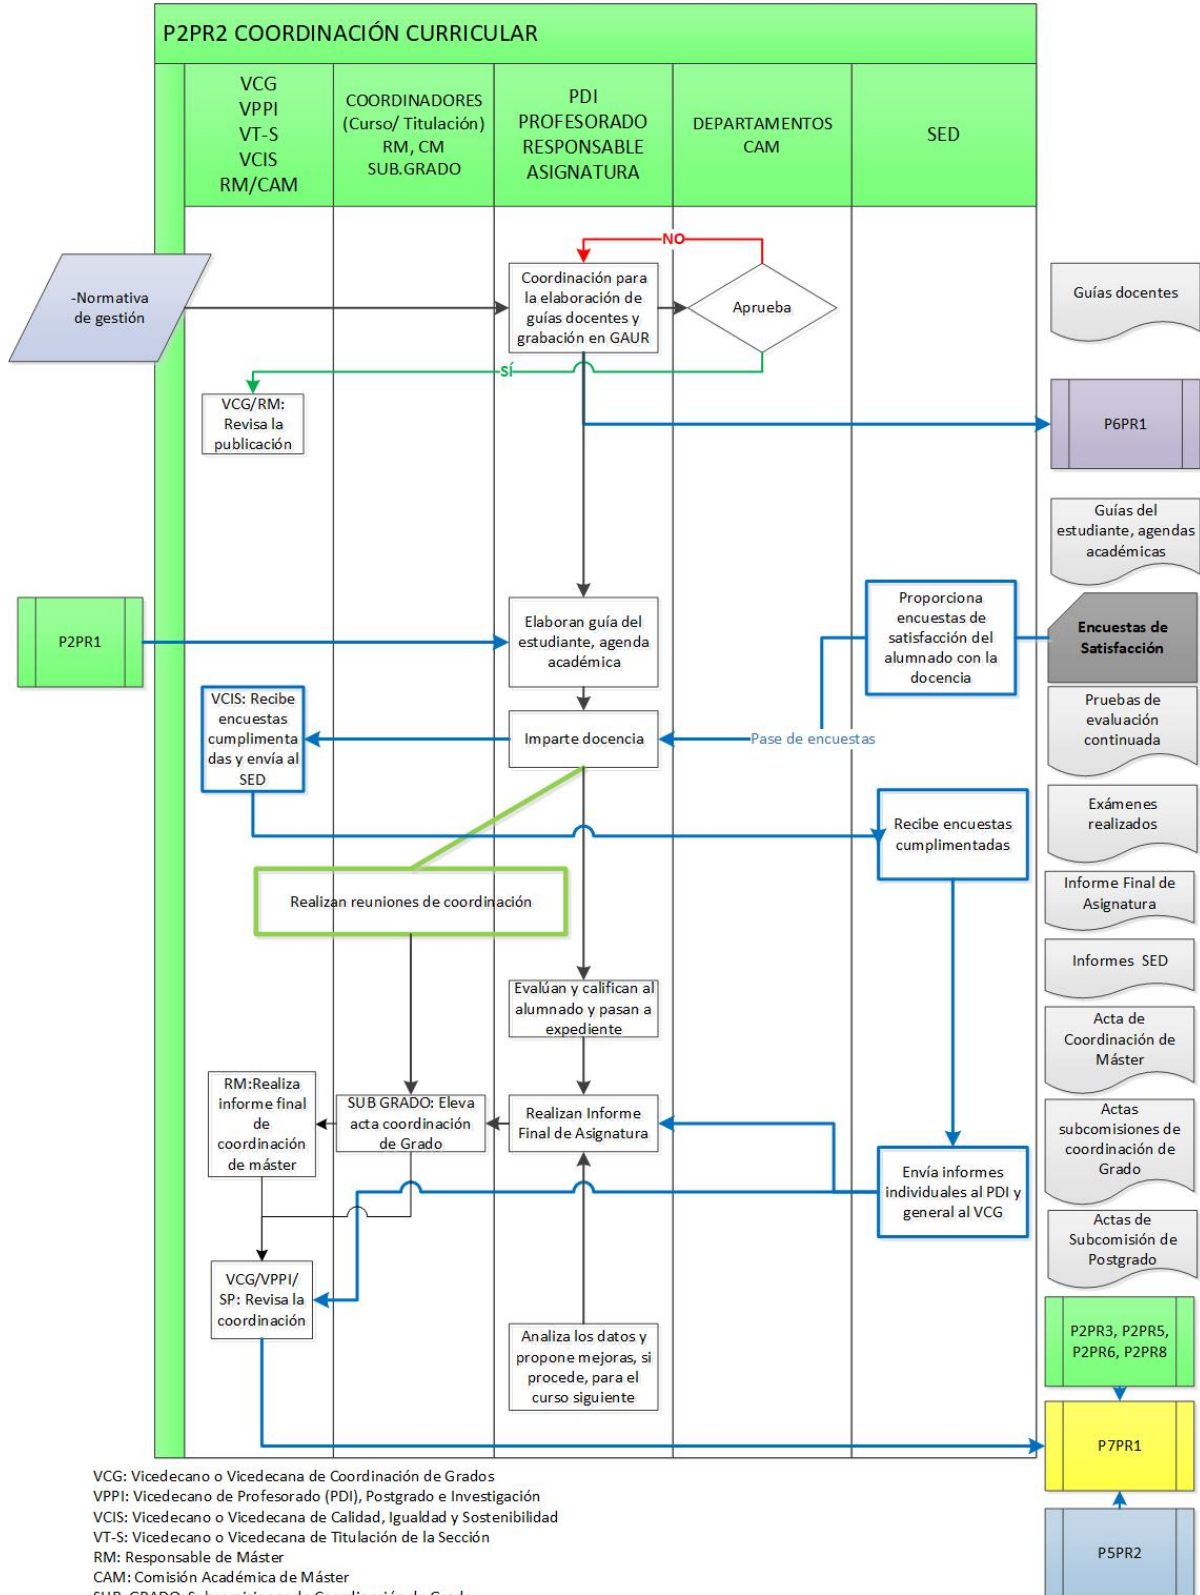 P2PR2 COORDINACIÓN CURRICULAR
VCG
VPPI
VT-S
VCIS
RM/CAM
COORDINADORES
(Curso/ Titulación)
RM, CM
SUB.GRADO
PDI
PROFESORADO
RESPONSABLE
ASIGNATURA
DEPARTAMENTOS
CAM
SED
NO
-Normativa
de gestión
Coordinación para
la elaboración de
guías docentes y
grabación en GAUR
Aprueba
Guías docentes
SÍ
VCG/RM:
Revisa la
publicación
P6PR1
Guías del
estudiante, agendas
académicas
P2PR1
Elaboran guía del
estudiante, agenda
académica
Proporciona
encuestas de
satisfacción del
alumnado con la
docencia
Encuestas de
Satisfacción
VCIS: Recibe
encuestas
cumplimenta
das y envía al
SED
Imparte docencia
Pase de encuestas
Pruebas de
evaluación
continuada
Recibe encuestas
cumplimentadas
Exámenes
realizados
Realizan reuniones de coordinación
Informe Final de
Asignatura
Informes SED
Evalúan y califican al
alumnado y pasan a
expediente
Acta de
Coordinación de
Máster
RM:Realiza
informe final
de
coordinación
de máster
SUB GRADO: Eleva
acta coordinación
de Grado
Realizan Informe
Final de Asignatura
Actas
subcomisiones de
coordinación de
Grado
Envía informes
individuales al PDI y
general al VCG
Actas de
Subcomisión de
Postgrado
VCG/VPPI/
SP: Revisa la
coordinación
Analiza los datos y
propone mejoras, si
procede, para el
curso siguiente
P2PR3, P2PR5,
P2PR6, P2PR8
P7PR1
P5PR2
VCG: Vicedecano o Vicedecana de Coordinación de Grados
VPPI: Vicedecano de Profesorado (PDI), Postgrado e Investigación
VCIS: Vicedecano o Vicedecana de Calidad, Igualdad y Sostenibilidad
VT-S: Vicedecano o Vicedecana de Titulación de la Sección
RM: Responsable de Máster
CAM: Comisión Académica de Máster
SUB. GRADO: Subcomisiones de Coordinación de Grado